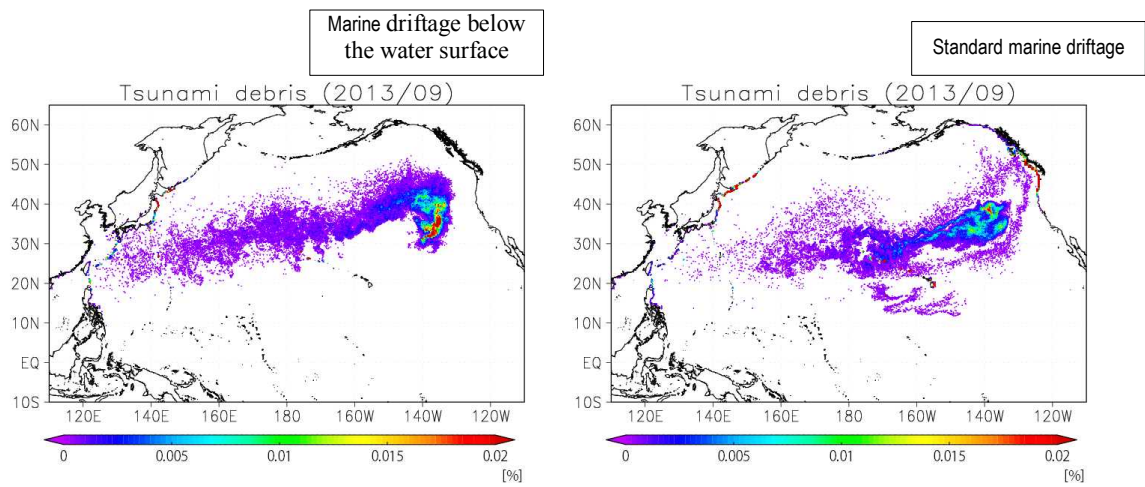 Marine driftage below
the water surface
Standard marine driftage
Tsunami debris (2013/09)
60N
50N
40N
30N
20N
10N
EQ
10S
120E 140E 160E 180E 160W 140W 120W
0 0.005 0.01 0.015 0.02
[%]
Tsunami debris (2013/09)
60N
50N
40N
30N
20N
10N
EQ
10S
120E 140E 160E 180E 160W 140W 120W
0 0.005 0.01 0.015 0.02
[%]